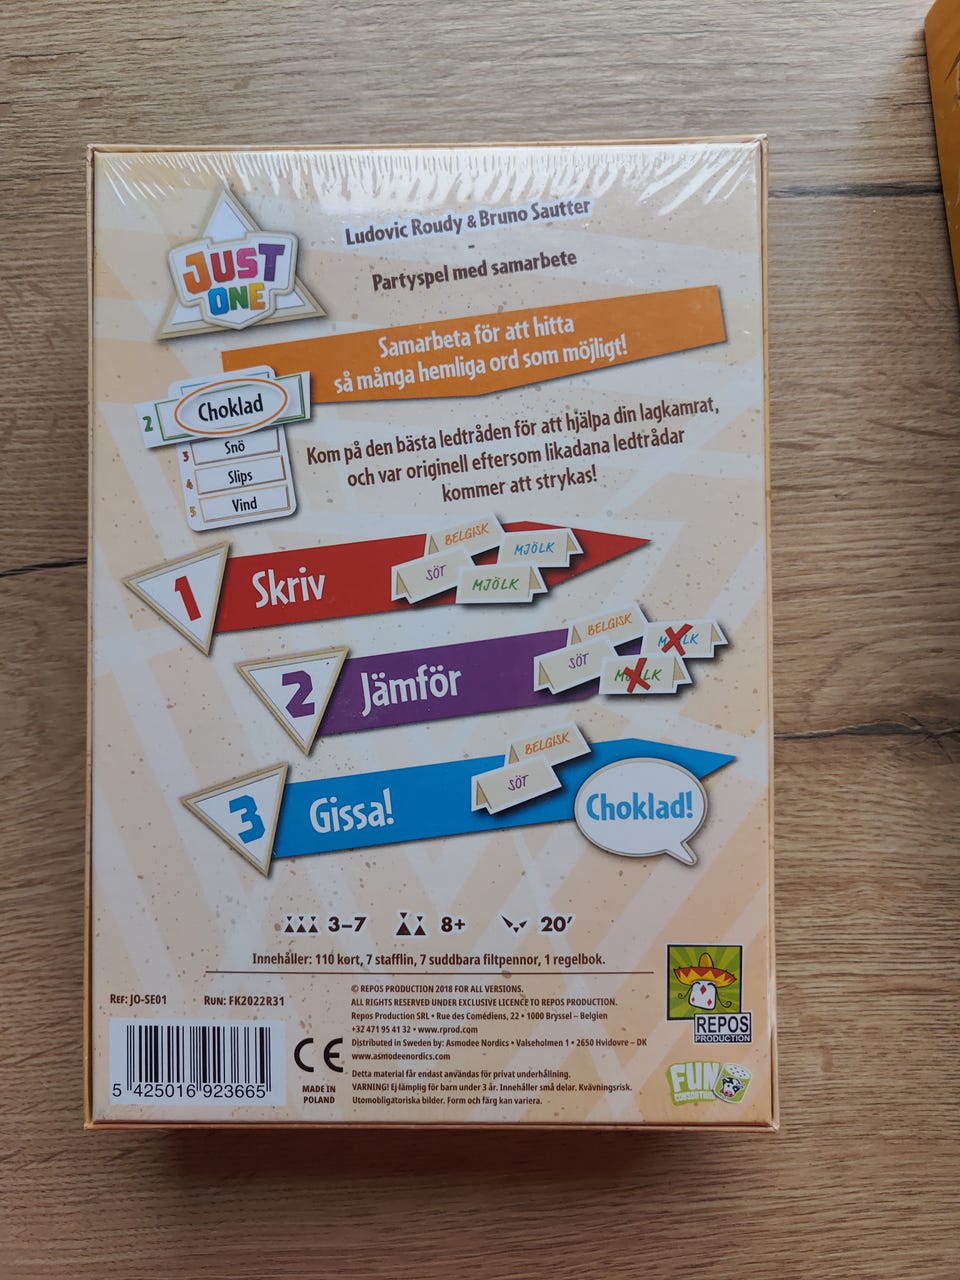 JUST
ONE
Ludovic Roudy & Bruno Sautter
-
Partyspel med samarbete
Samarbeta för att hitta
så många hemliga ord som möjligt!
2 Choklad
3 Snö
4 Slips
5 Vind
Kom på den bästa ledtråden för att hjälpa din lagkamrat,
och var originell eftersom likadana ledtrådar
kommer att strykas!
1 Skriv
BELGISK
MJÖLK
SÖT
MJÖLK
2 Jämför
BELGISK
SÖT
3 Gissa!
BELGISK
SÖT
Choklad!
3–7 8+ 20’
Innehåller: 110 kort, 7 stafflin, 7 suddbara filtpennor, 1 regelbok.
REF: JO-SE01 RUN: FK2022R31
5 425016 923665
CE
MADE IN
POLAND
© REPOS PRODUCTION 2018 FOR ALL VERSIONS.
ALL RIGHTS RESERVED UNDER EXCLUSIVE LICENCE TO REPOS PRODUCTION.
Repos Production SRL • Rue des Comédiens, 22 • 1000 Bryssel – Belgien
+32 471 95 41 32 • www.rprod.com
Distributed in Sweden by: Asmodee Nordics • Valseholmen 1 • 2650 Hvidovre – DK
www.asmodeenordics.com
Detta material får endast användas för privat underhållning.
VARNING! Ej lämplig för barn under 3 år. Innehåller små delar. Kvävningsrisk.
Utomobligatoriska bilder. Form och färg kan variera.
REPOS
PRODUCTION
FUN
CONSORTIUM